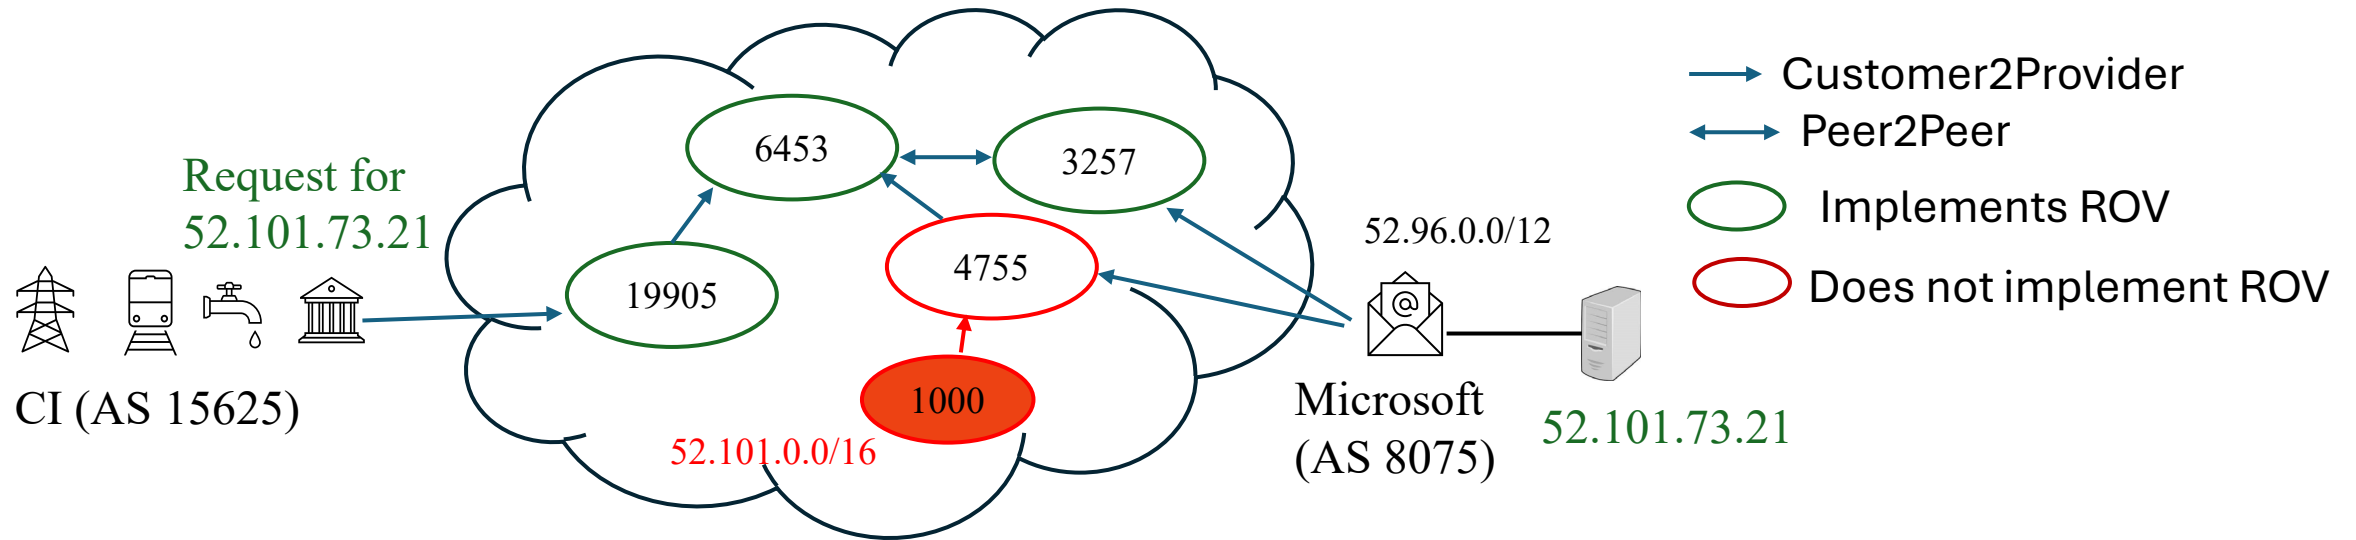 Customer2Provider
Peer2Peer
Implements ROV
Does not implement ROV
Request for
52.101.73.21
CI (AS 15625)
6453
3257
19905
4755
1000
52.101.0.0/16
52.96.0.0/12
@
Microsoft
(AS 8075)
52.101.73.21